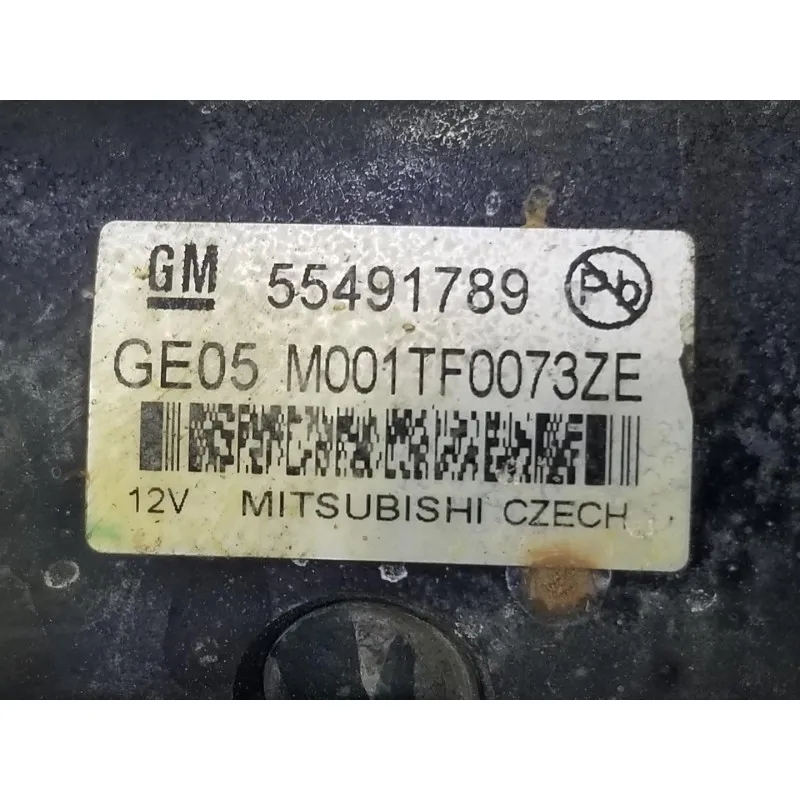 GM 55491789 Pb
GE05 M001TF0073ZE
12V MITSUBISHI CZECH